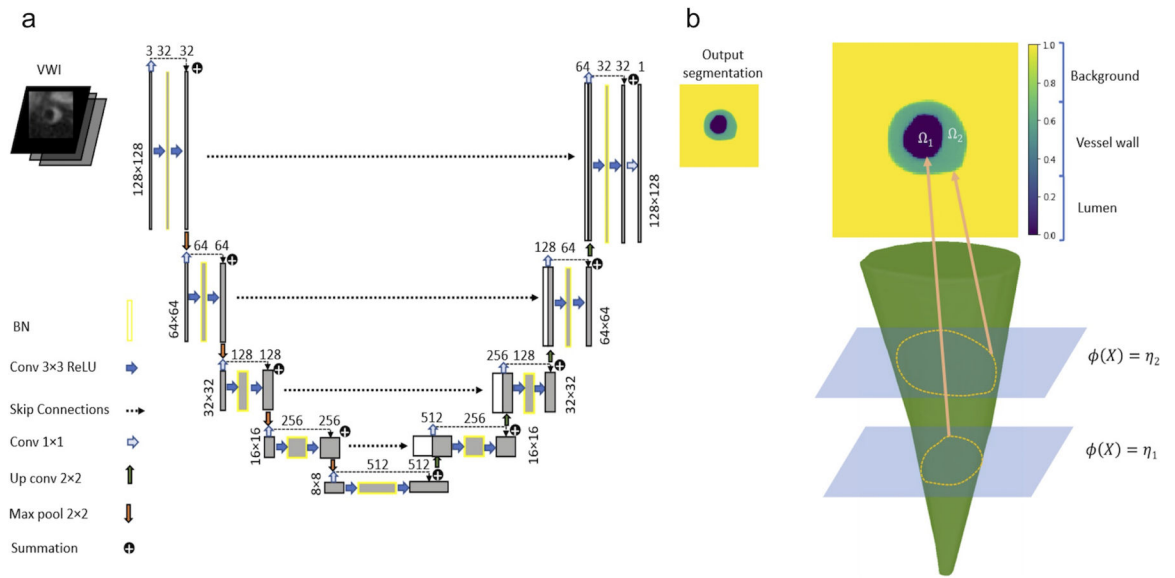 a
VWI
3 32 32
128×128
64 64
64×64
128 128
32×32
256 256
16×16
512 512
8×8
512 256
16×16
256 128
32×32
128 64
64×64
64 32 32 1
128×128
BN
Conv 3×3 ReLU
Skip Connections
Conv 1×1
Up conv 2×2
Max pool 2×2
Summation
b
Output
segmentation
Ω₁ Ω₂
1.0
0.8
0.6
0.4
0.2
0.0
Background
Vessel wall
Lumen
ϕ(X) = η₂
ϕ(X) = η₁